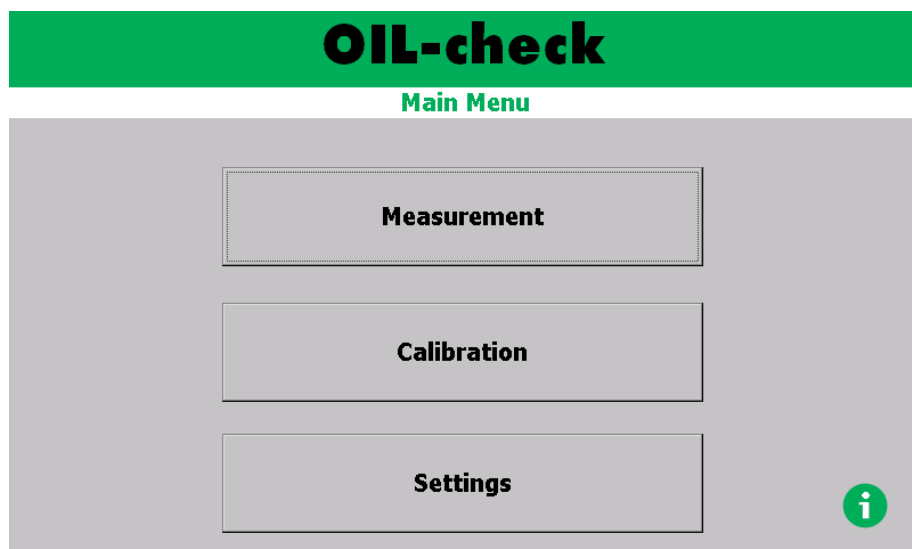 OIL-check
Main Menu
Measurement
Calibration
Settings
i